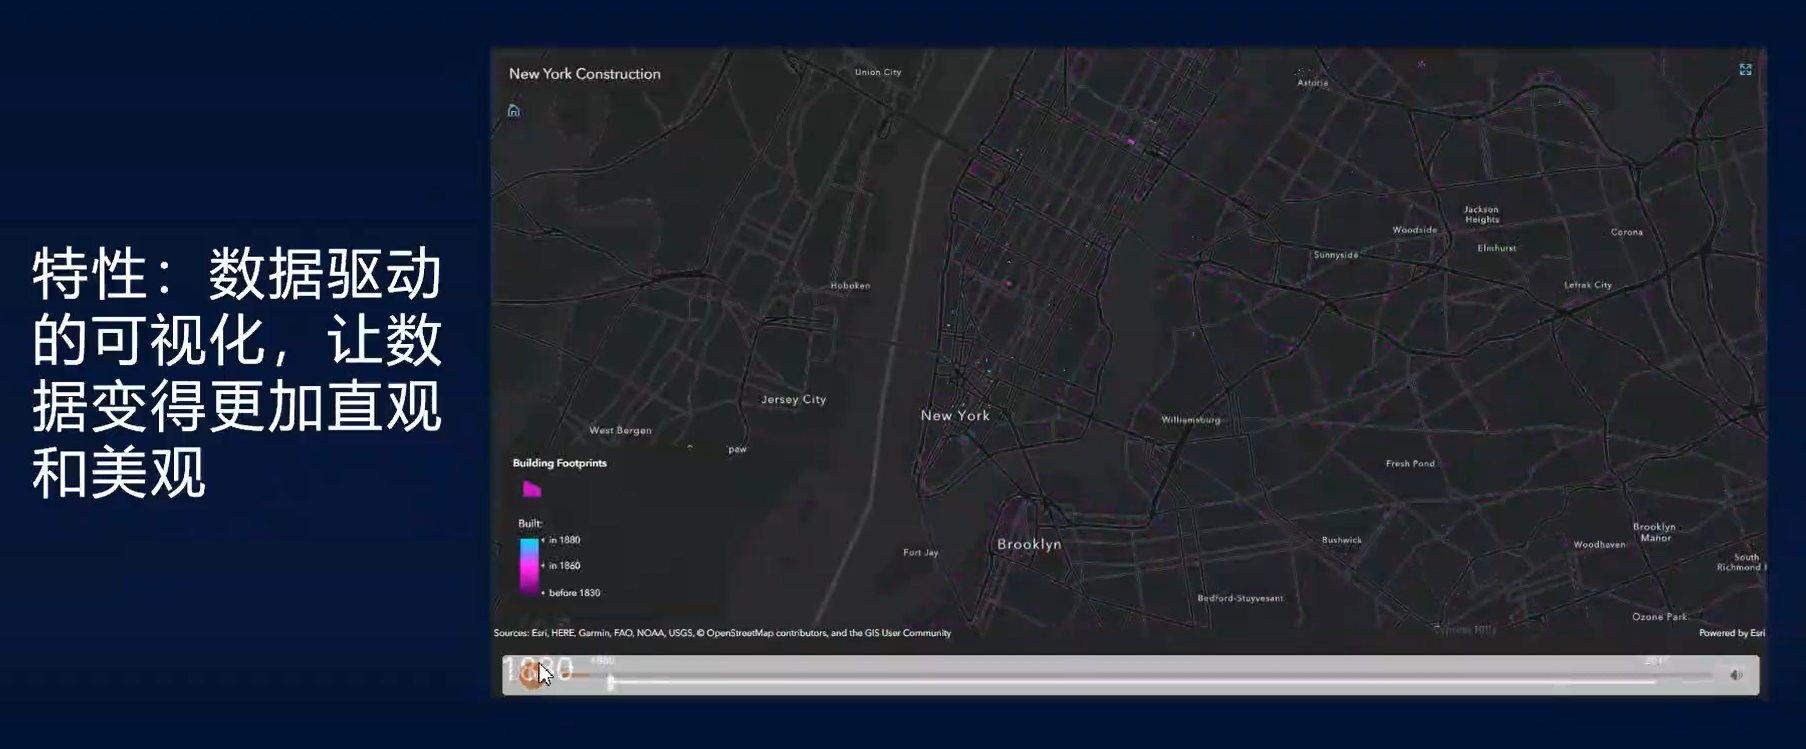 特性：数据驱动
的可视化，让数
据变得更加直观
和美观
New York Construction
Union City
Astoria
Jackson
Heights
Woodside
Corona
Elmhurst
Sunnyside
Hoboken
Lefrak City
Jersey City
New York
Williamsburg
West Bergen
paw
Building Footprints
Fresh Pond
Built:
in 1880
in 1860
before 1830
Brooklyn
Manor
Bushwick
Woodhaven
Brooklyn
Fort Jay
South
Richmond H
Bedford-Stuyvesant
Ozone Park
Cypress Hills
Sources: Esri, HERE, Garmin, FAO, NOAA, USGS, © OpenStreetMap contributors, and the GIS User Community
Powered by Esri
1880
1880